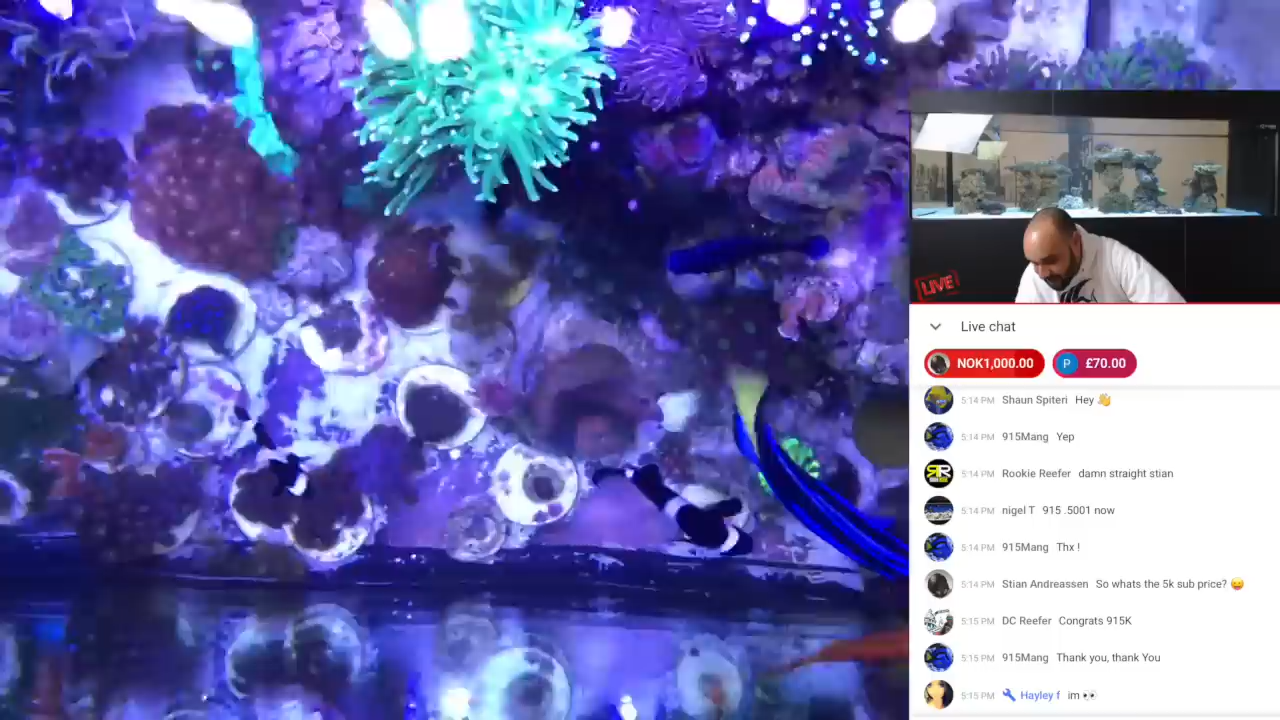 LIVE
Live chat
NOK1,000.00
P £70.00
5:14 PM Shaun Spiteri Hey 👋
5:14 PM 915Mang Yep
5:14 PM Rookie Reefer damn straight stian
5:14 PM nigel T 915 .5001 now
5:14 PM 915Mang Thx !
5:14 PM Stian Andreassen So whats the 5k sub price? 😄
5:15 PM DC Reefer Congrats 915K
5:15 PM 915Mang Thank you, thank You
5:15 PM Hayley f im 👀